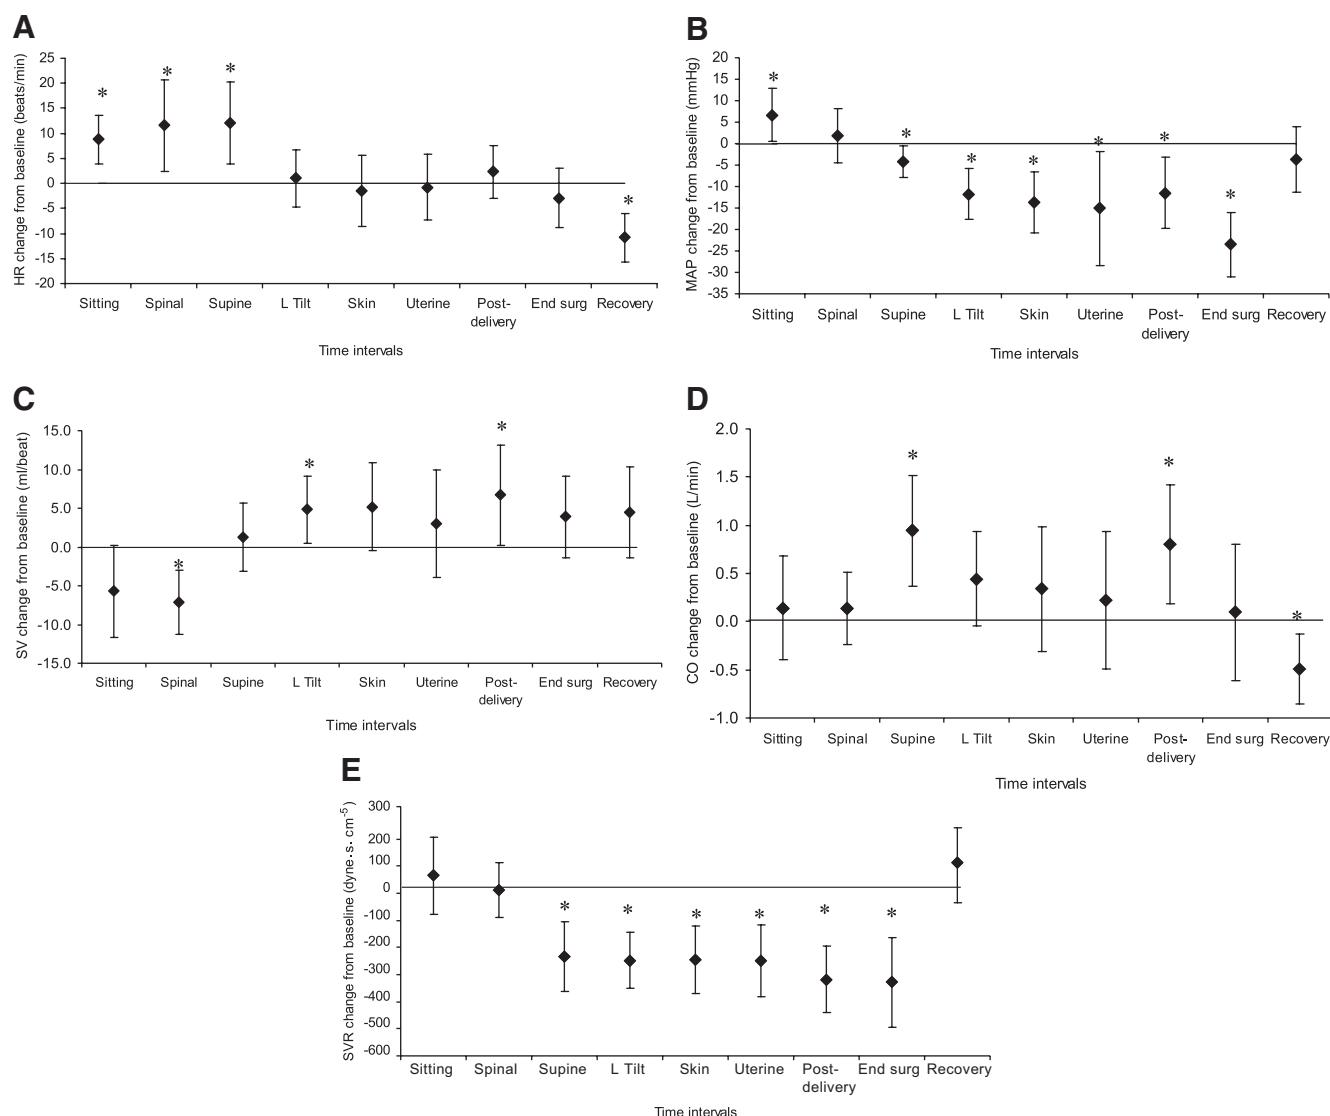 A
HR change from baseline (beats/min)
25
20
15
10
5
0
-5
-10
-15
-20
* * * *
Sitting Spinal Supine L Tilt Skin Uterine Post-delivery End surg Recovery
Time intervals
B
MAP change from baseline (mmHg)
20
15
10
5
0
-5
-10
-15
-20
-25
-30
-35
* * * * * * *
Sitting Spinal Supine L Tilt Skin Uterine Post-delivery End surg Recovery
Time intervals
C
SV change from baseline (ml/beat)
15.0
10.0
5.0
0.0
-5.0
-10.0
-15.0
* * *
Sitting Spinal Supine L Tilt Skin Uterine Post-delivery End surg Recovery
Time intervals
D
CO change from baseline (L/min)
2.0
1.5
1.0
0.5
0.0
-0.5
-1.0
* * *
Sitting Spinal Supine L Tilt Skin Uterine Post-delivery End surg Recovery
Time intervals
E
SVR change from baseline (dyne·s· cm-5)
300
200
100
0
-100
-200
-300
-400
-500
-600
* * * * * *
Sitting Spinal Supine L Tilt Skin Uterine Post-delivery End surg Recovery
Time intervals